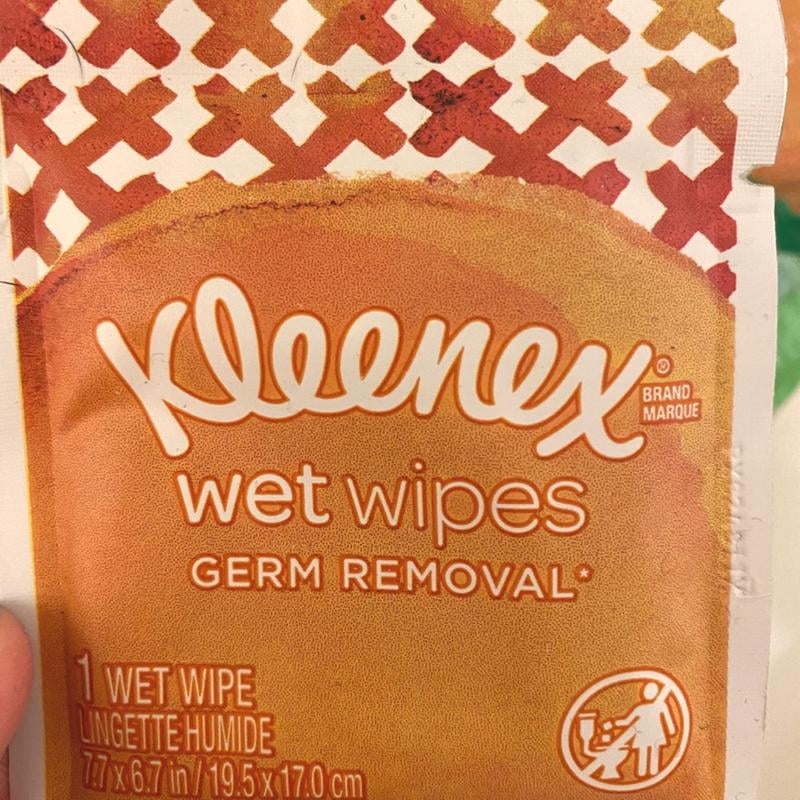 Kleenex®
BRAND
MARQUE
wet wipes
GERM REMOVAL*
1 WET WIPE
LINGETTE HUMIDE
7.7 x 6.7 in / 19.5 x 17.0 cm